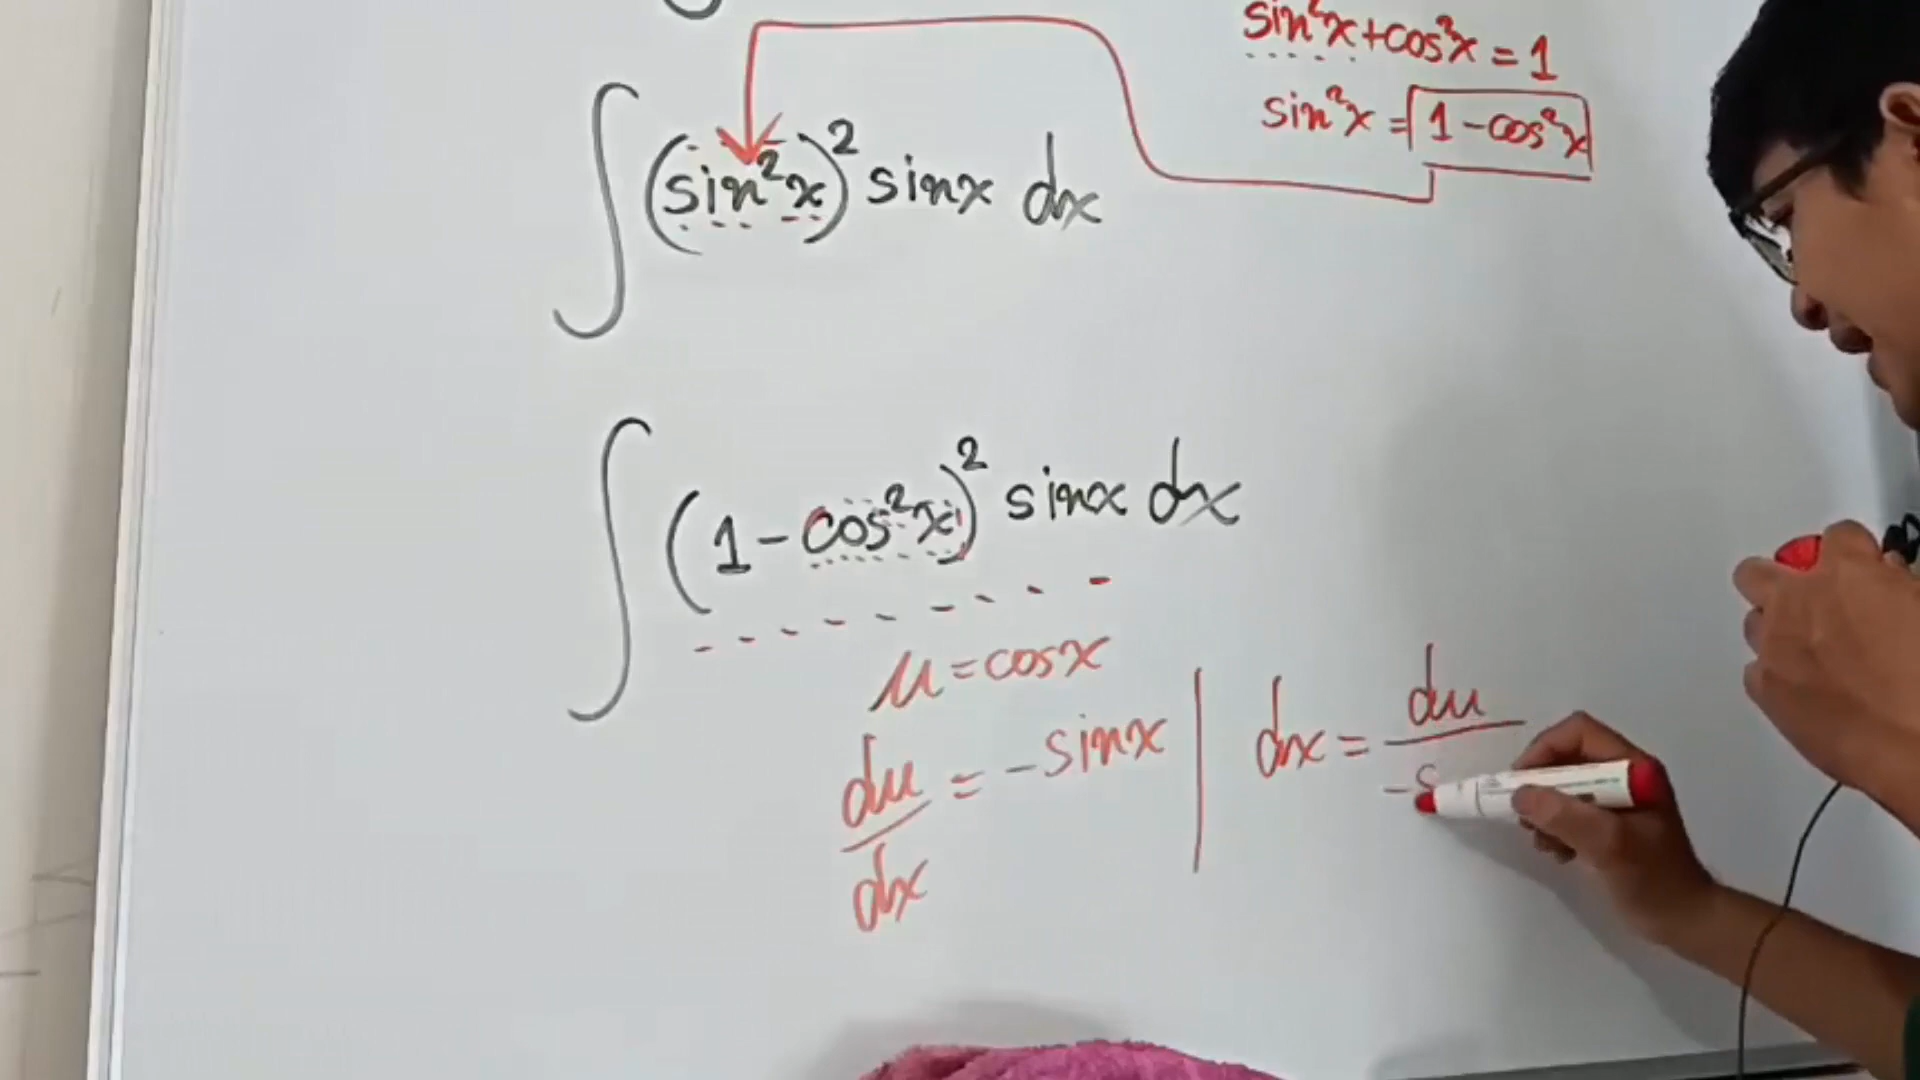 sin²x+cos²x = 1
sin²x = 1-cos²x
∫(sin²x)² sinx dx
∫(1-cos²x)² sinx dx
u=cosx
du/dx = -sinx | dx = du/-s